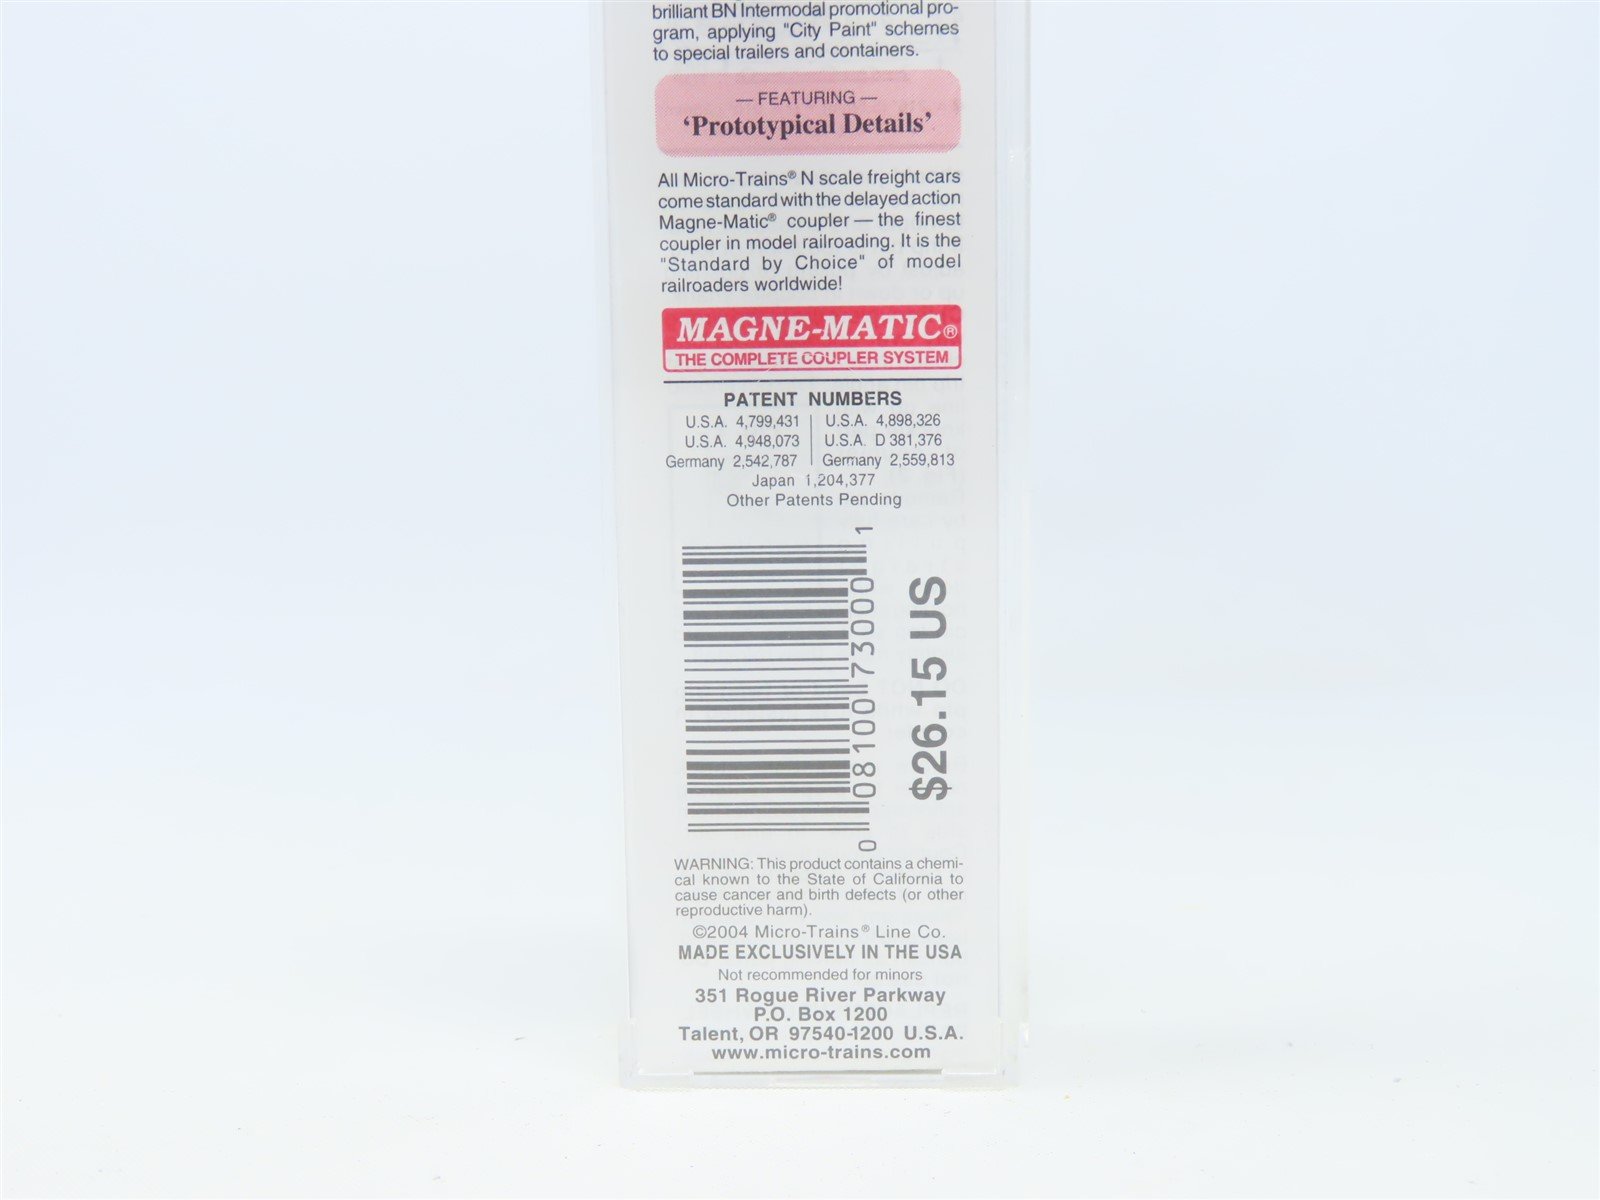 brilliant BN Intermodal promotional pro-
gram, applying "City Paint" schemes
to special trailers and containers.
— FEATURING —
‘Prototypical Details’
All Micro-Trains® N scale freight cars
come standard with the delayed action
Magne-Matic® coupler — the finest
coupler in model railroading. It is the
"Standard by Choice" of model
railroaders worldwide!
MAGNE-MATIC®
THE COMPLETE COUPLER SYSTEM
PATENT NUMBERS
U.S.A. 4,799,431 | U.S.A. 4,898,326
U.S.A. 4,948,073 | U.S.A. D 381,376
Germany 2,542,787 | Germany 2,559,813
Japan 1,204,377
Other Patents Pending
0 08100 73000 1
$26.15 US
WARNING: This product contains a chemi-
cal known to the State of California to
cause cancer and birth defects (or other
reproductive harm).
©2004 Micro-Trains® Line Co.
MADE EXCLUSIVELY IN THE USA
Not recommended for minors
351 Rogue River Parkway
P.O. Box 1200
Talent, OR 97540-1200 U.S.A.
www.micro-trains.com